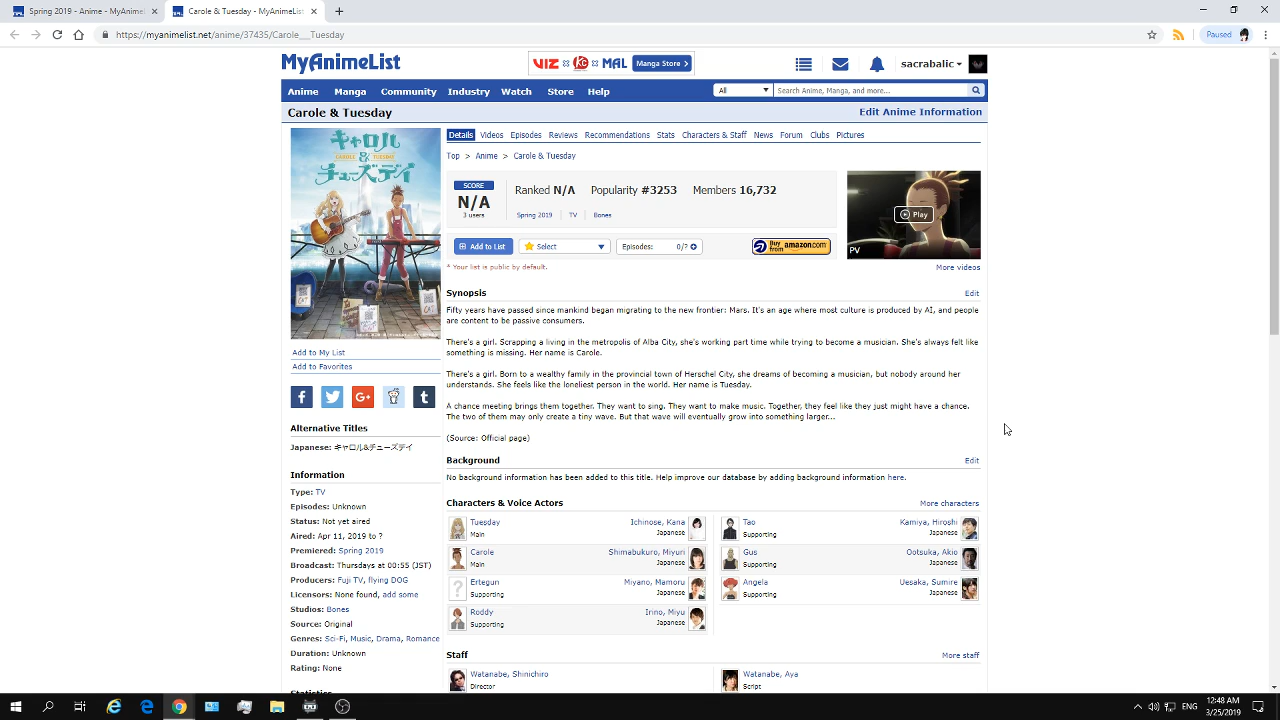 Spring 2019 - Anime - MyAnimeL
Carole & Tuesday - MyAnimeList
https://myanimelist.net/anime/37435/Carole__Tuesday
Paused
MyAnimeList
VIZ MAL Manga Store
sacrabalic
Anime Manga Community Industry Watch Store Help
All
Search Anime, Manga, and more...
Carole & Tuesday
Edit Anime Information
キャロル
CAROLE & TUESDAY
&
チューズデイ
Details Videos Episodes Reviews Recommendations Stats Characters & Staff News Forum Clubs Pictures
Top > Anime > Carole & Tuesday
SCORE
N/A
3 users
Ranked N/A Popularity #3253 Members 16,732
Spring 2019 TV Bones
Add to List
Select
Episodes: 0/?
Buy from amazon.com
* Your list is public by default.
Play
PV
More videos
Synopsis
Edit
Fifty years have passed since mankind began migrating to the new frontier: Mars. It's an age where most culture is produced by AI, and people
are content to be passive consumers.
There's a girl. Scrapping a living in the metropolis of Alba City, she's working part time while trying to become a musician. She's always felt like
something is missing. Her name is Carole.
There's a girl. Born to a wealthy family in the provincial town of Herschel City, she dreams of becoming a musician, but nobody around her
understands. She feels like the loneliest person in the world. Her name is Tuesday.
A chance meeting brings them together. They want to sing. They want to make music. Together, they feel like they just might have a chance.
The two of them may only create a tiny wave. But that wave will eventually grow into something larger...
(Source: Official page)
Background
Edit
No background information has been added to this title. Help improve our database by adding background information here.
Characters & Voice Actors
More characters
Tuesday
Main
Ichinose, Kana
Japanese
Tao
Supporting
Kamiya, Hiroshi
Japanese
Carole
Main
Shimabukuro, Miyuri
Japanese
Gus
Supporting
Ootsuka, Akio
Japanese
Ertegun
Supporting
Miyano, Mamoru
Japanese
Angela
Supporting
Uesaka, Sumire
Japanese
Roddy
Supporting
Irino, Miyu
Japanese
Staff
More staff
Watanabe, Shinichiro
Director
Watanabe, Aya
Script
Add to My List
Add to Favorites
Alternative Titles
Japanese: キャロル&チューズデイ
Information
Type: TV
Episodes: Unknown
Status: Not yet aired
Aired: Apr 11, 2019 to ?
Premiered: Spring 2019
Broadcast: Thursdays at 00:55 (JST)
Producers: Fuji TV, flying DOG
Licensors: None found, add some
Studios: Bones
Source: Original
Genres: Sci-Fi, Music, Drama, Romance
Duration: Unknown
Rating: None
Statistics
ENG
12:48 AM
3/25/2019